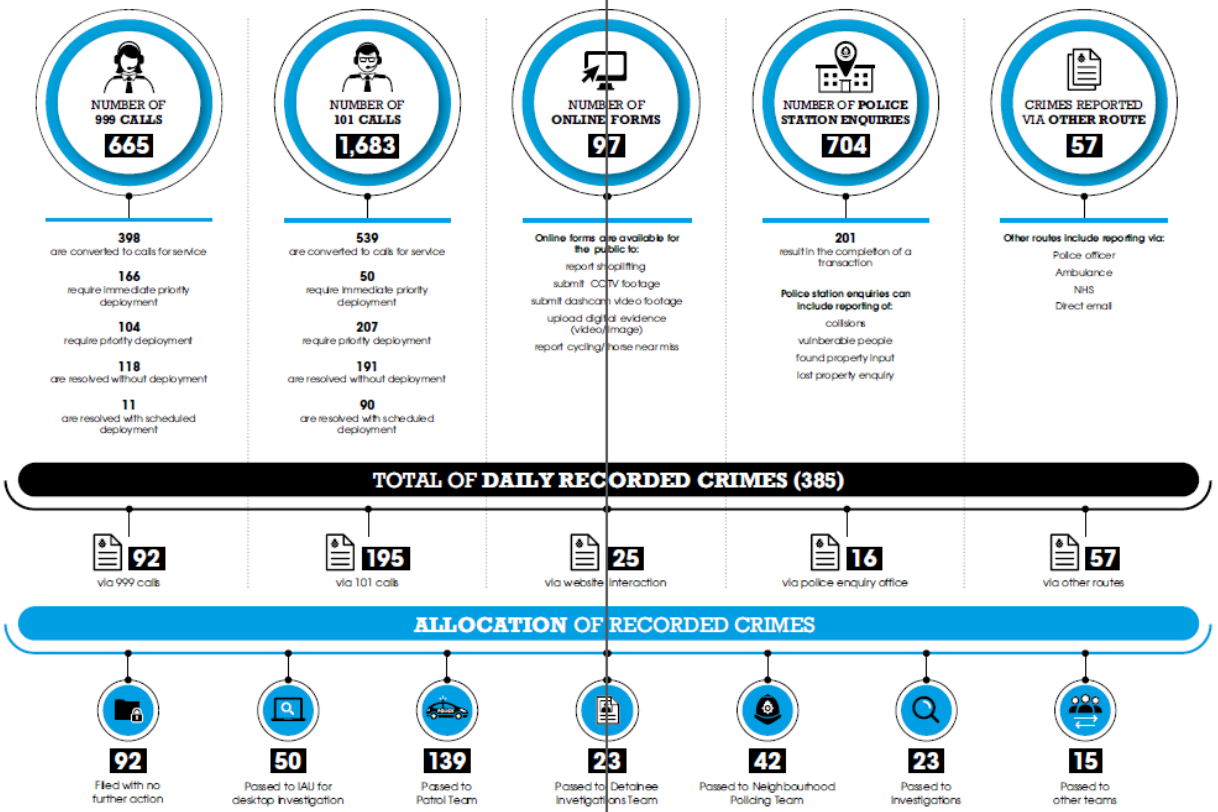 NUMBER OF
999 CALLS
665
398
are converted to calls for service
166
require immediate priority
deployment
104
require priority deployment
118
are resolved without deployment
11
are resolved with scheduled
deployment
NUMBER OF
101 CALLS
1,683
539
are converted to calls for service
50
require immediate priority
deployment
207
require priority deployment
191
are resolved without deployment
90
are resolved with scheduled
deployment
NUMBER OF
ONLINE FORMS
97
Online forms are available for
the public to:
report shoplifting
submit CCTV footage
submit dashcam video footage
upload digital evidence
(video/image)
report cycling/horse near miss
NUMBER OF POLICE
STATION ENQUIRIES
704
201
result in the completion of a
transaction
Police station enquiries can
include reporting of:
collisions
vulnberable people
found property input
lost property enquiry
CRIMES REPORTED
VIA OTHER ROUTE
57
Other routes include reporting via:
Police officer
Ambulance
NHS
Direct email
TOTAL OF DAILY RECORDED CRIMES (385)
92
via 999 calls
195
via 101 calls
25
via website interaction
16
via police enquiry office
57
via other routes
ALLOCATION OF RECORDED CRIMES
92
Filed with no
further action
50
Passed to IAU for
desktop investigation
POLICE
139
Passed to
Patrol Team
23
Passed to Detainee
Invetigations Team
42
Passed to Neighbourhood
Policing Team
23
Passed to
Investigations
15
Passed to
other teams